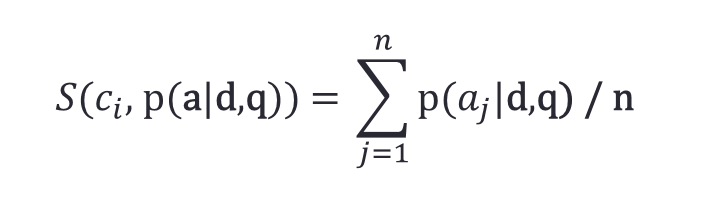 S(cᵢ, p(a|d,q)) = ∑ⱼ₌₁ⁿ p(aⱼ|d,q) / n